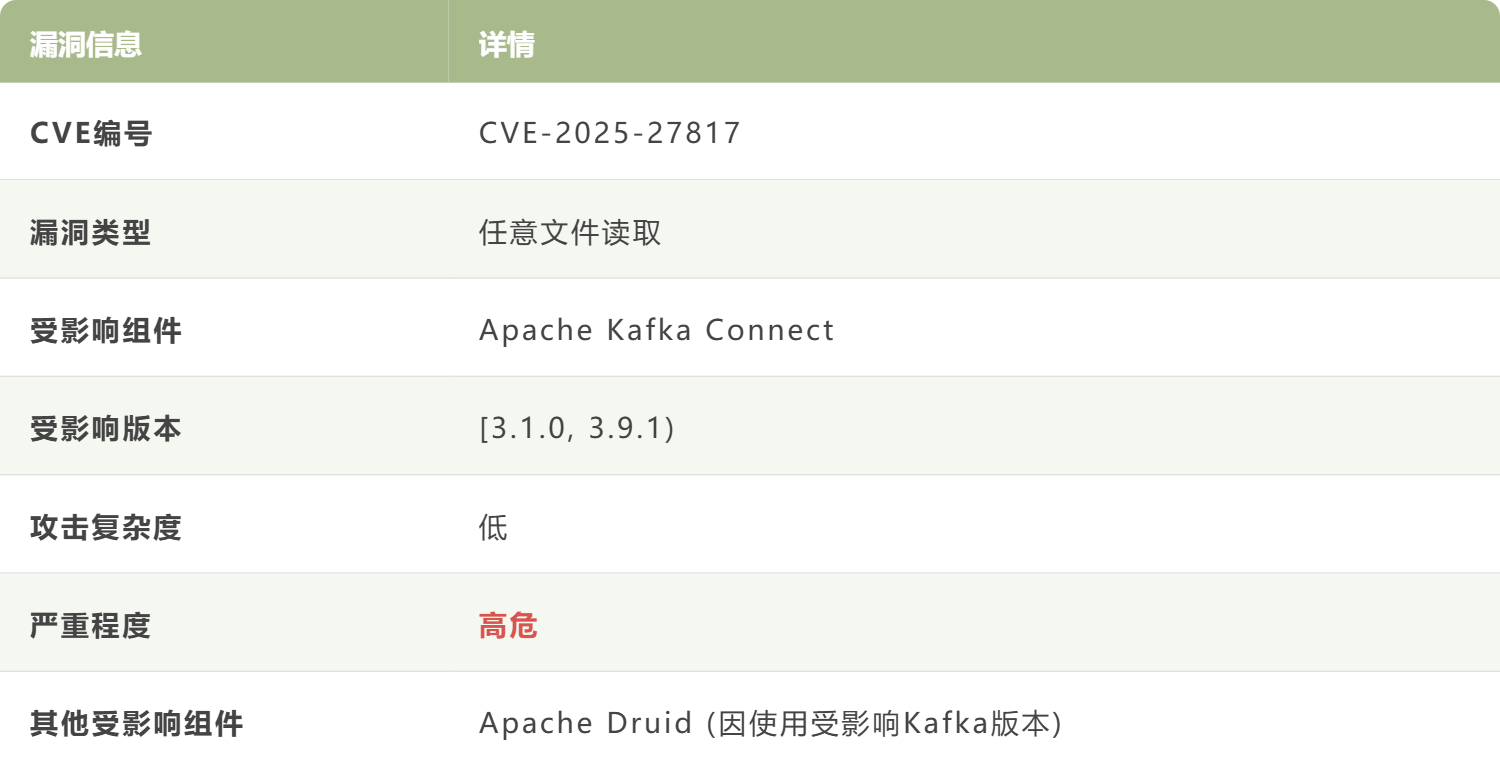 漏洞信息 详情
CVE编号 CVE-2025-27817
漏洞类型 任意文件读取
受影响组件 Apache Kafka Connect
受影响版本 [3.1.0, 3.9.1)
攻击复杂度 低
严重程度 高危
其他受影响组件 Apache Druid (因使用受影响Kafka版本)